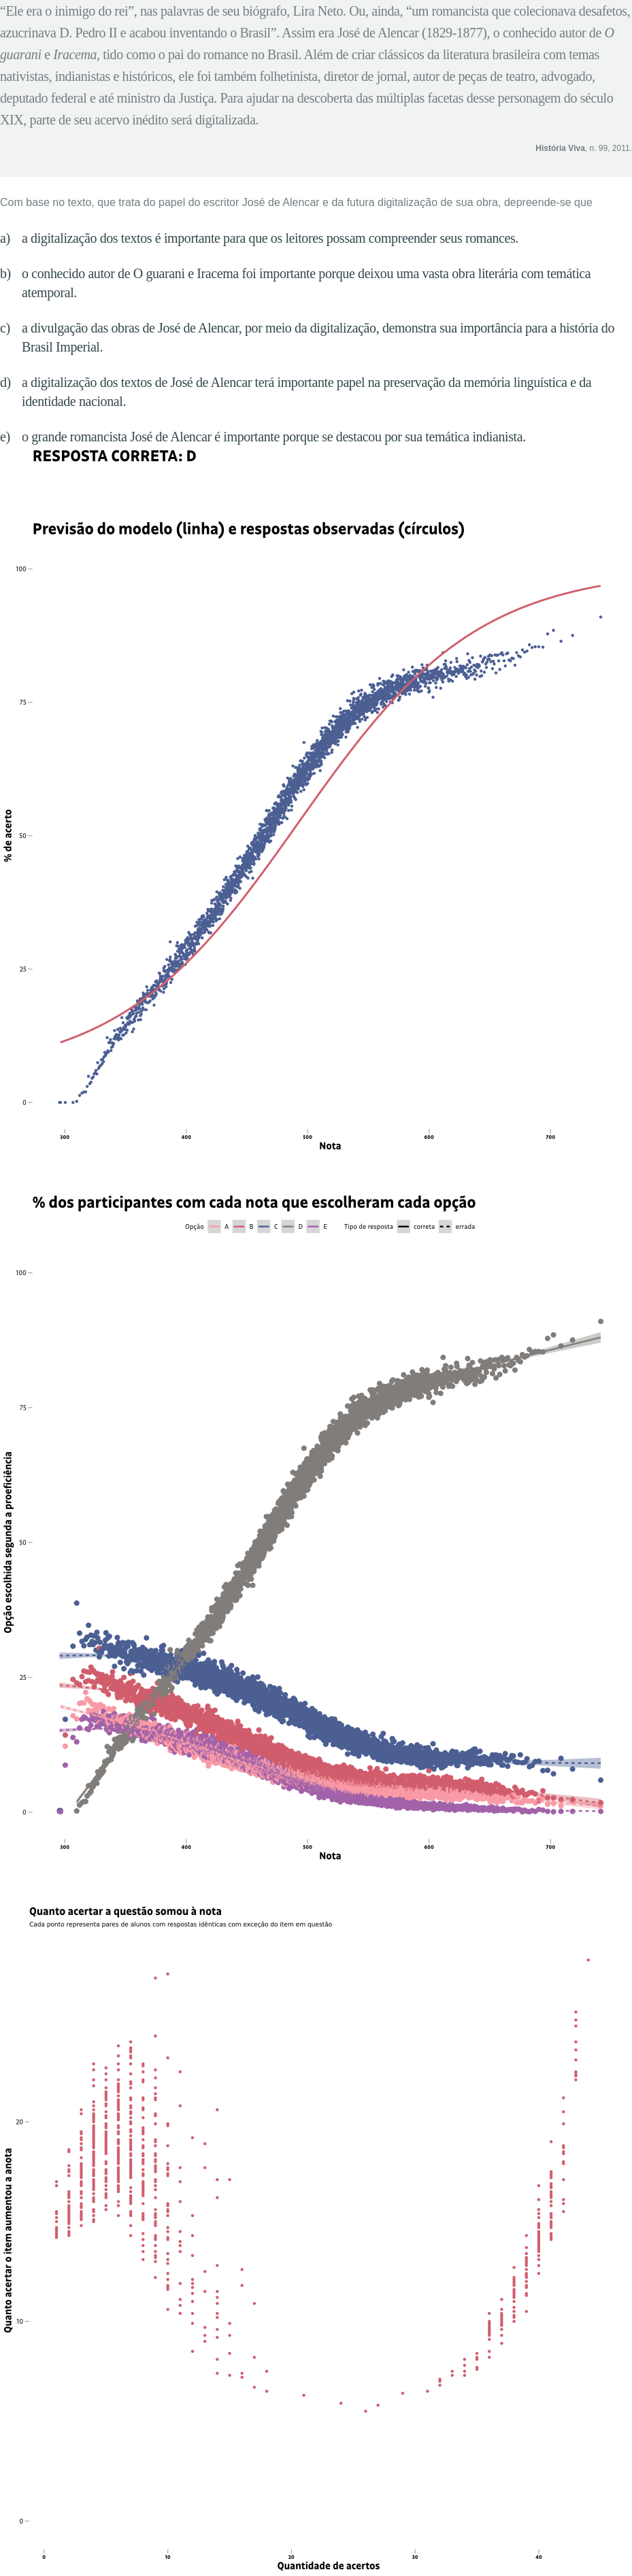 “Ele era o inimigo do rei”, nas palavras de seu biógrafo, Lira Neto. Ou, ainda, “um romancista que colecionava desafetos,
azucrinava D. Pedro II e acabou inventando o Brasil”. Assim era José de Alencar (1829-1877), o conhecido autor de O
guarani e Iracema, tido como o pai do romance no Brasil. Além de criar clássicos da literatura brasileira com temas
nativistas, indianistas e históricos, ele foi também folhetinista, diretor de jornal, autor de peças de teatro, advogado,
deputado federal e até ministro da Justiça. Para ajudar na descoberta das múltiplas facetas desse personagem do século
XIX, parte de seu acervo inédito será digitalizada.
História Viva, n. 99, 2011.
Com base no texto, que trata do papel do escritor José de Alencar e da futura digitalização de sua obra, depreende-se que
a) a digitalização dos textos é importante para que os leitores possam compreender seus romances.
b) o conhecido autor de O guarani e Iracema foi importante porque deixou uma vasta obra literária com temática
atemporal.
c) a divulgação das obras de José de Alencar, por meio da digitalização, demonstra sua importância para a história do
Brasil Imperial.
d) a digitalização dos textos de José de Alencar terá importante papel na preservação da memória linguística e da
identidade nacional.
e) o grande romancista José de Alencar é importante porque se destacou por sua temática indianista.
RESPOSTA CORRETA: D
Previsão do modelo (linha) e respostas observadas (círculos)
100
75
50
25
0
% de acerto
300 400 500 600 700
Nota
% dos participantes com cada nota que escolheram cada opção
Opção A B C D E Tipo de resposta correta errada
100
75
50
25
0
Opção escolhida segunda a proeficiência
300 400 500 600 700
Nota
Quanto acertar a questão somou à nota
Cada ponto representa pares de alunos com respostas idênticas com exceção do item em questão
20
10
0
Quanto acertar o item aumentou a anota
0 10 20 30 40
Quantidade de acertos